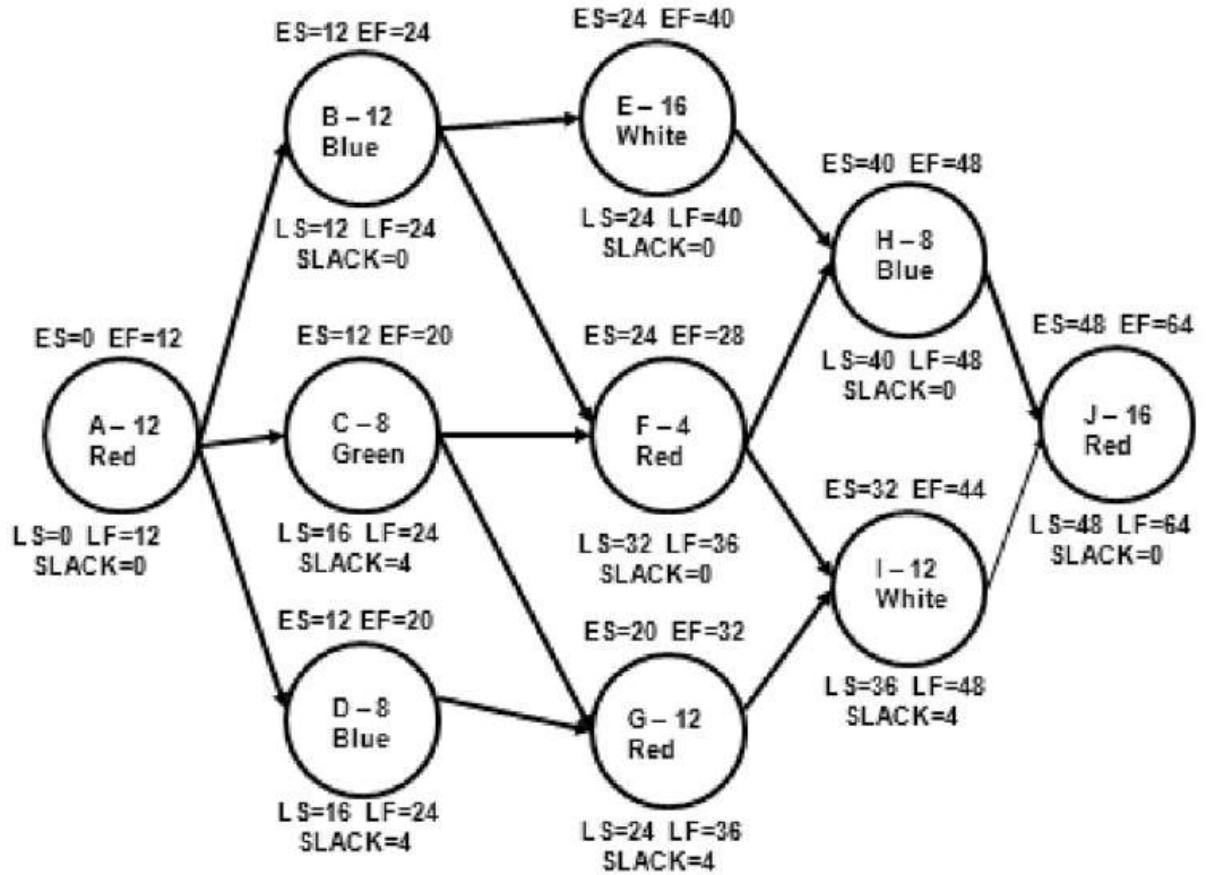 ES=0 EF=12
A – 12
Red
LS=0 LF=12
SLACK=0
ES=12 EF=24
B – 12
Blue
LS=12 LF=24
SLACK=0
ES=12 EF=20
C – 8
Green
LS=16 LF=24
SLACK=4
ES=12 EF=20
D – 8
Blue
LS=16 LF=24
SLACK=4
ES=24 EF=40
E – 16
White
LS=24 LF=40
SLACK=0
ES=24 EF=28
F – 4
Red
LS=32 LF=36
SLACK=0
ES=20 EF=32
G – 12
Red
LS=24 LF=36
SLACK=4
ES=40 EF=48
H – 8
Blue
LS=40 LF=48
SLACK=0
ES=32 EF=44
I – 12
White
LS=36 LF=48
SLACK=4
ES=48 EF=64
J – 16
Red
LS=48 LF=64
SLACK=0